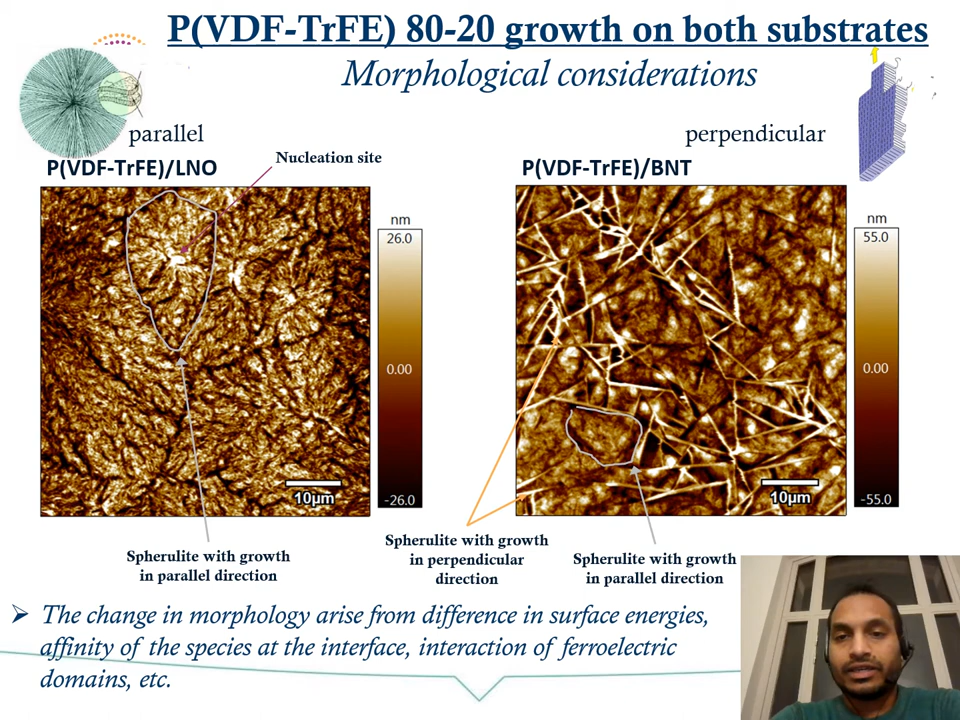 P(VDF-TrFE) 80-20 growth on both substrates
Morphological considerations
parallel
perpendicular
P(VDF-TrFE)/LNO
Nucleation site
P(VDF-TrFE)/BNT
nm
26.0
0.00
-26.0
10µm
nm
55.0
0.00
-55.0
10µm
Spherulite with growth
in parallel direction
Spherulite with growth
in perpendicular
direction
Spherulite with growth
in parallel direction
➢ The change in morphology arise from difference in surface energies,
affinity of the species at the interface, interaction of ferroelectric
domains, etc.